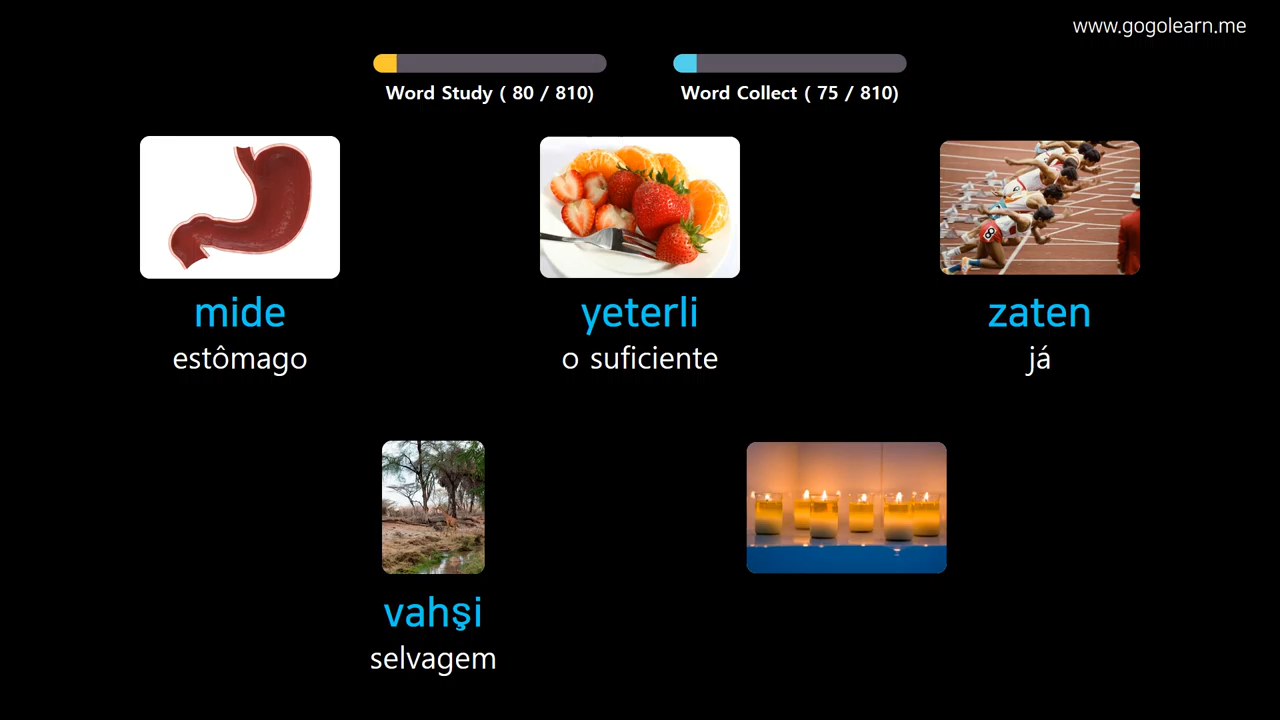 www.gogolearn.me
Word Study ( 80 / 810)
Word Collect ( 75 / 810)
mide
estômago
yeterli
o suficiente
zaten
já
vahşi
selvagem